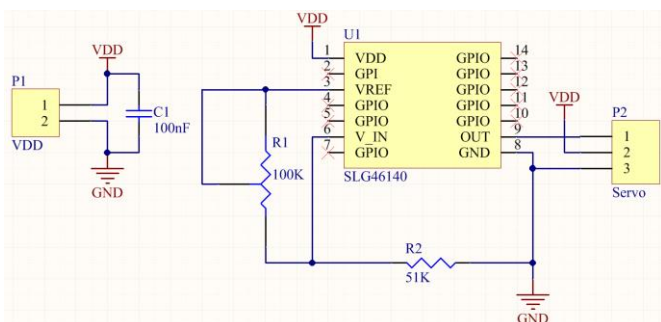 VDD
P1
1
2
VDD
C1
100nF
GND
VDD
U1
1 VDD GPIO 14
2 GPI GPIO 13
3 VREF GPIO 12
4 GPIO GPIO 11
5 GPIO GPIO 10
6 V_IN OUT 9
7 GPIO GND 8
SLG46140
R1
100K
R2
51K
VDD
P2
1
2
3
Servo
GND